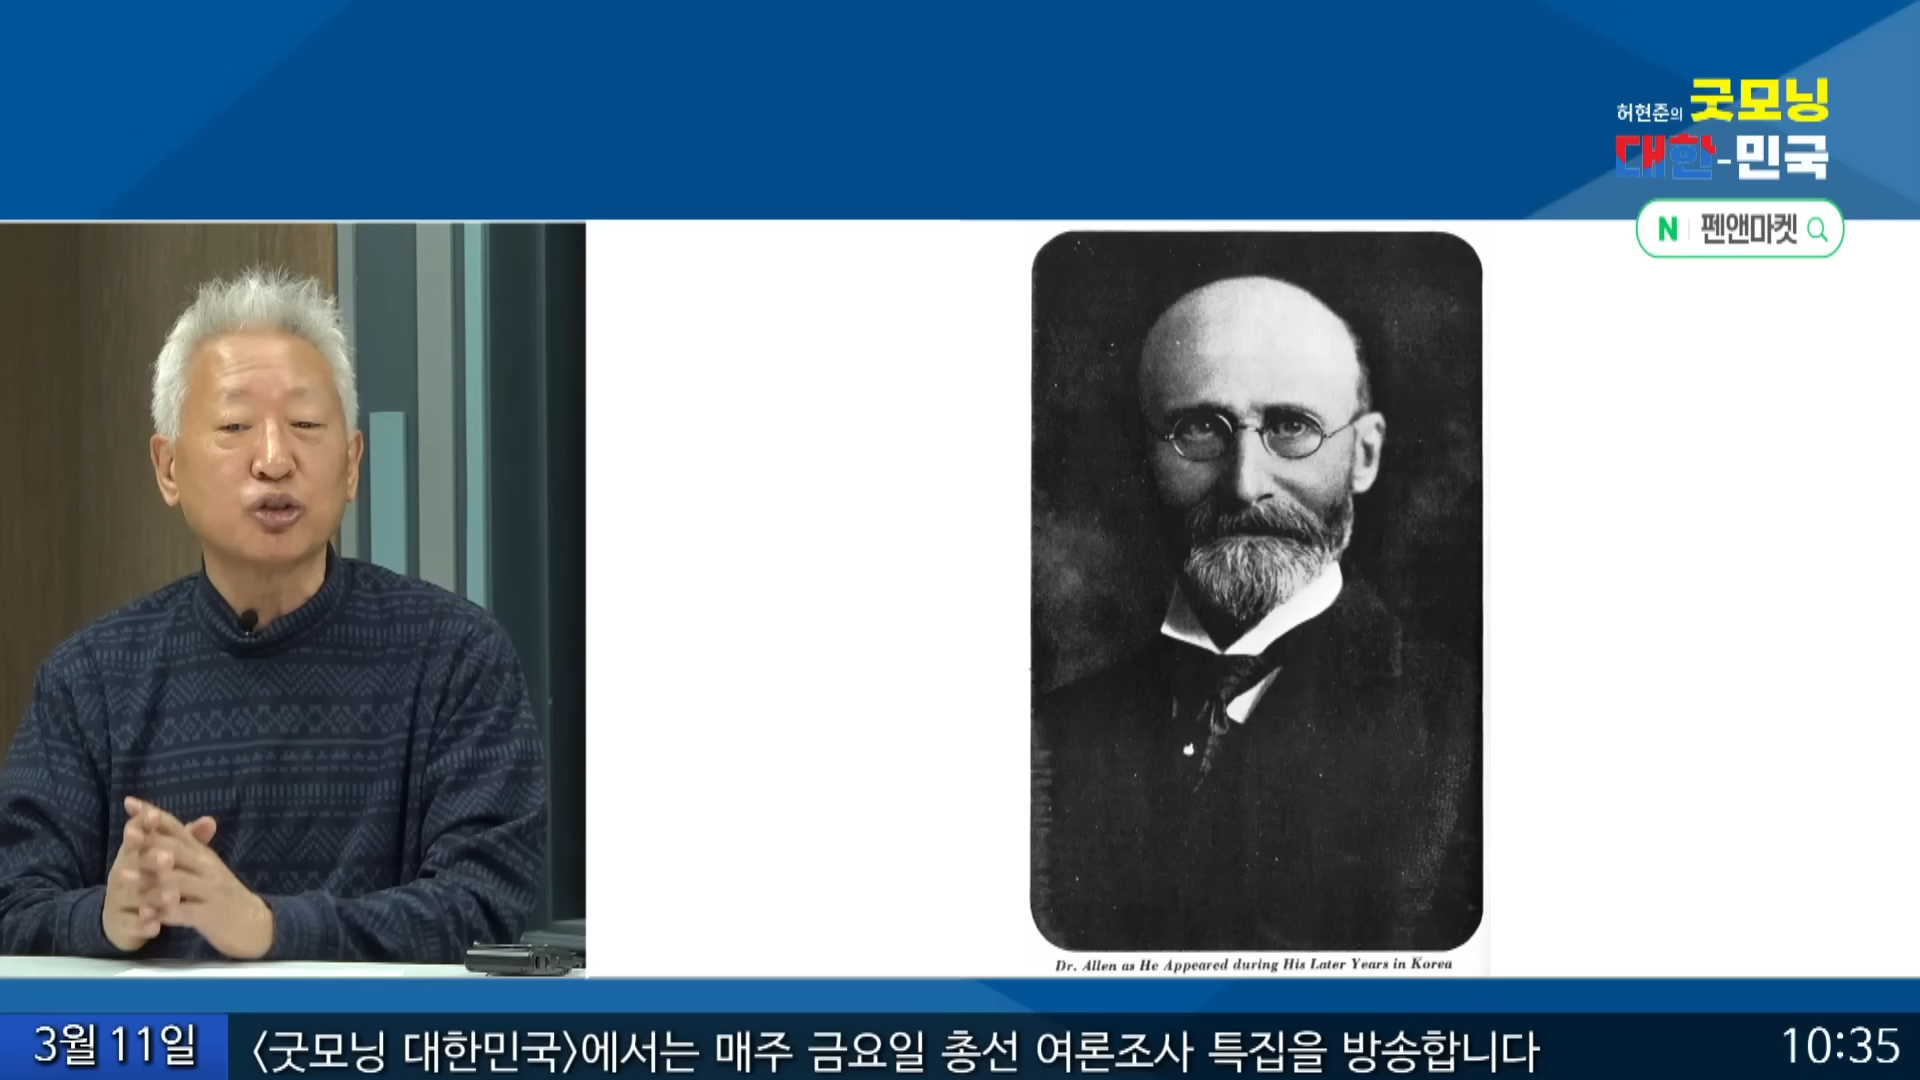 허현준의 굿모닝
대한-민국
N 펜앤마켓
Dr. Allen as He Appeared during His Later Years in Korea
3월 11일
〈굿모닝 대한민국〉에서는 매주 금요일 총선 여론조사 특집을 방송합니다
10:35